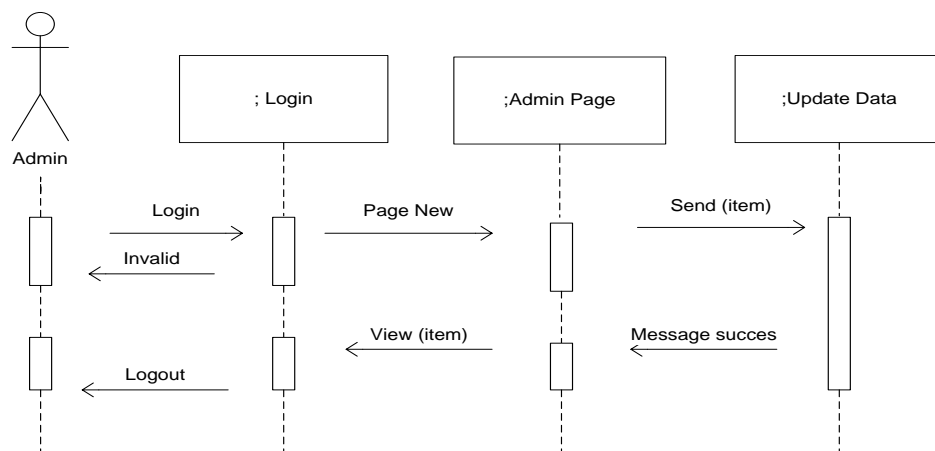 ; Login
;Admin Page
;Update Data
Admin
Login
Page New
Send (item)
Invalid
View (item)
Message succes
Logout